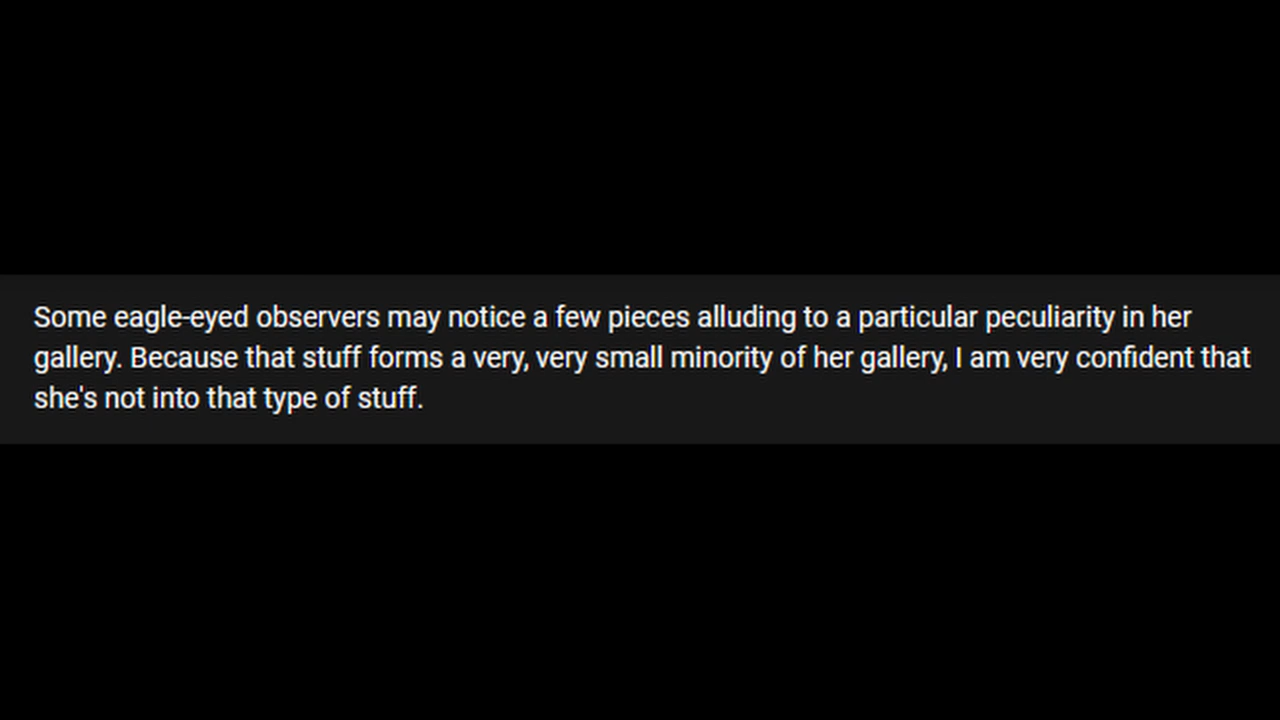 Some eagle-eyed observers may notice a few pieces alluding to a particular peculiarity in her
gallery. Because that stuff forms a very, very small minority of her gallery, I am very confident that
she's not into that type of stuff.